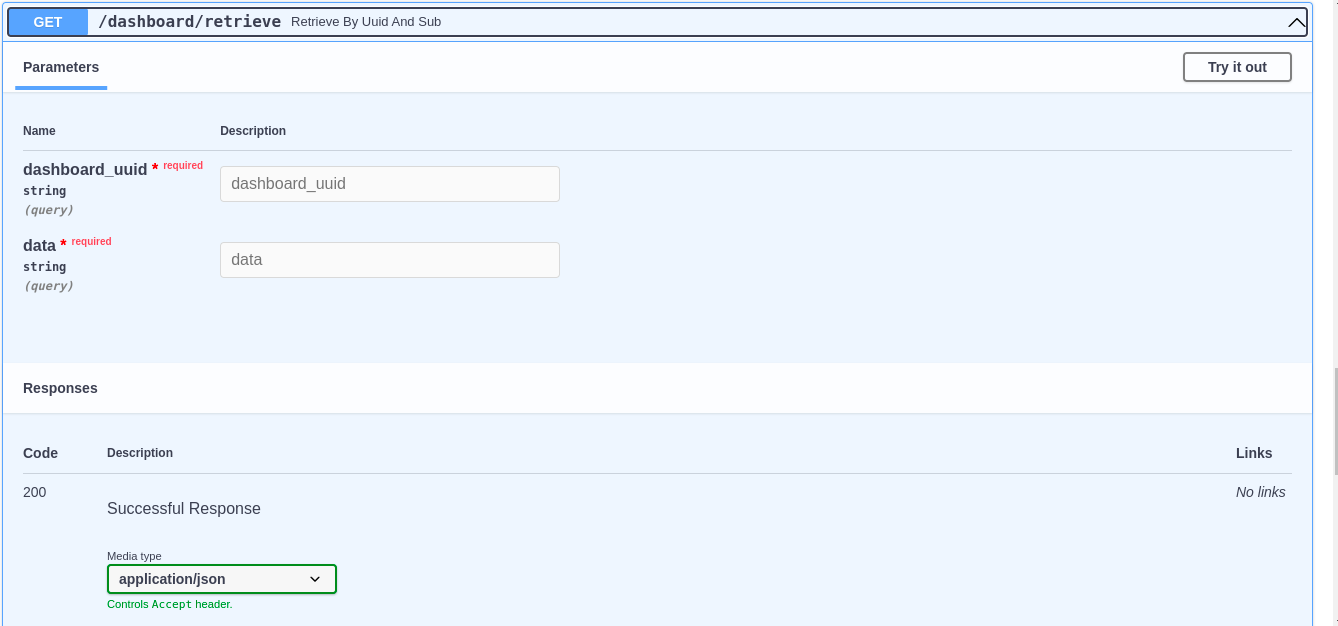 GET /dashboard/retrieve Retrieve By Uuid And Sub
Parameters Try it out
Name Description
dashboard_uuid * required
string
(query)
dashboard_uuid
data * required
string
(query)
data
Responses
Code Description Links
200 Successful Response No links
Media type
application/json
Controls Accept header.